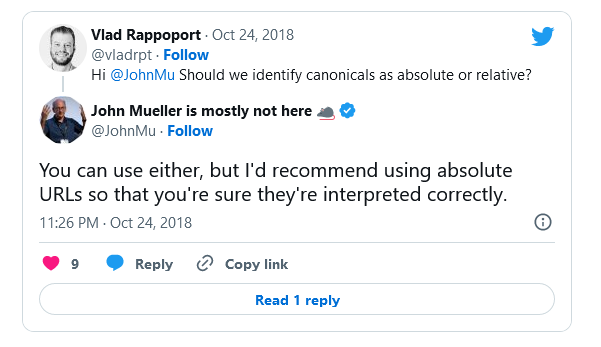 Vlad Rappoport · Oct 24, 2018
@vladrpt · Follow
Hi @JohnMu Should we identify canonicals as absolute or relative?
John Mueller is mostly not here 🐀
@JohnMu · Follow
You can use either, but I'd recommend using absolute
URLs so that you're sure they're interpreted correctly.
11:26 PM · Oct 24, 2018
9 Reply Copy link
Read 1 reply